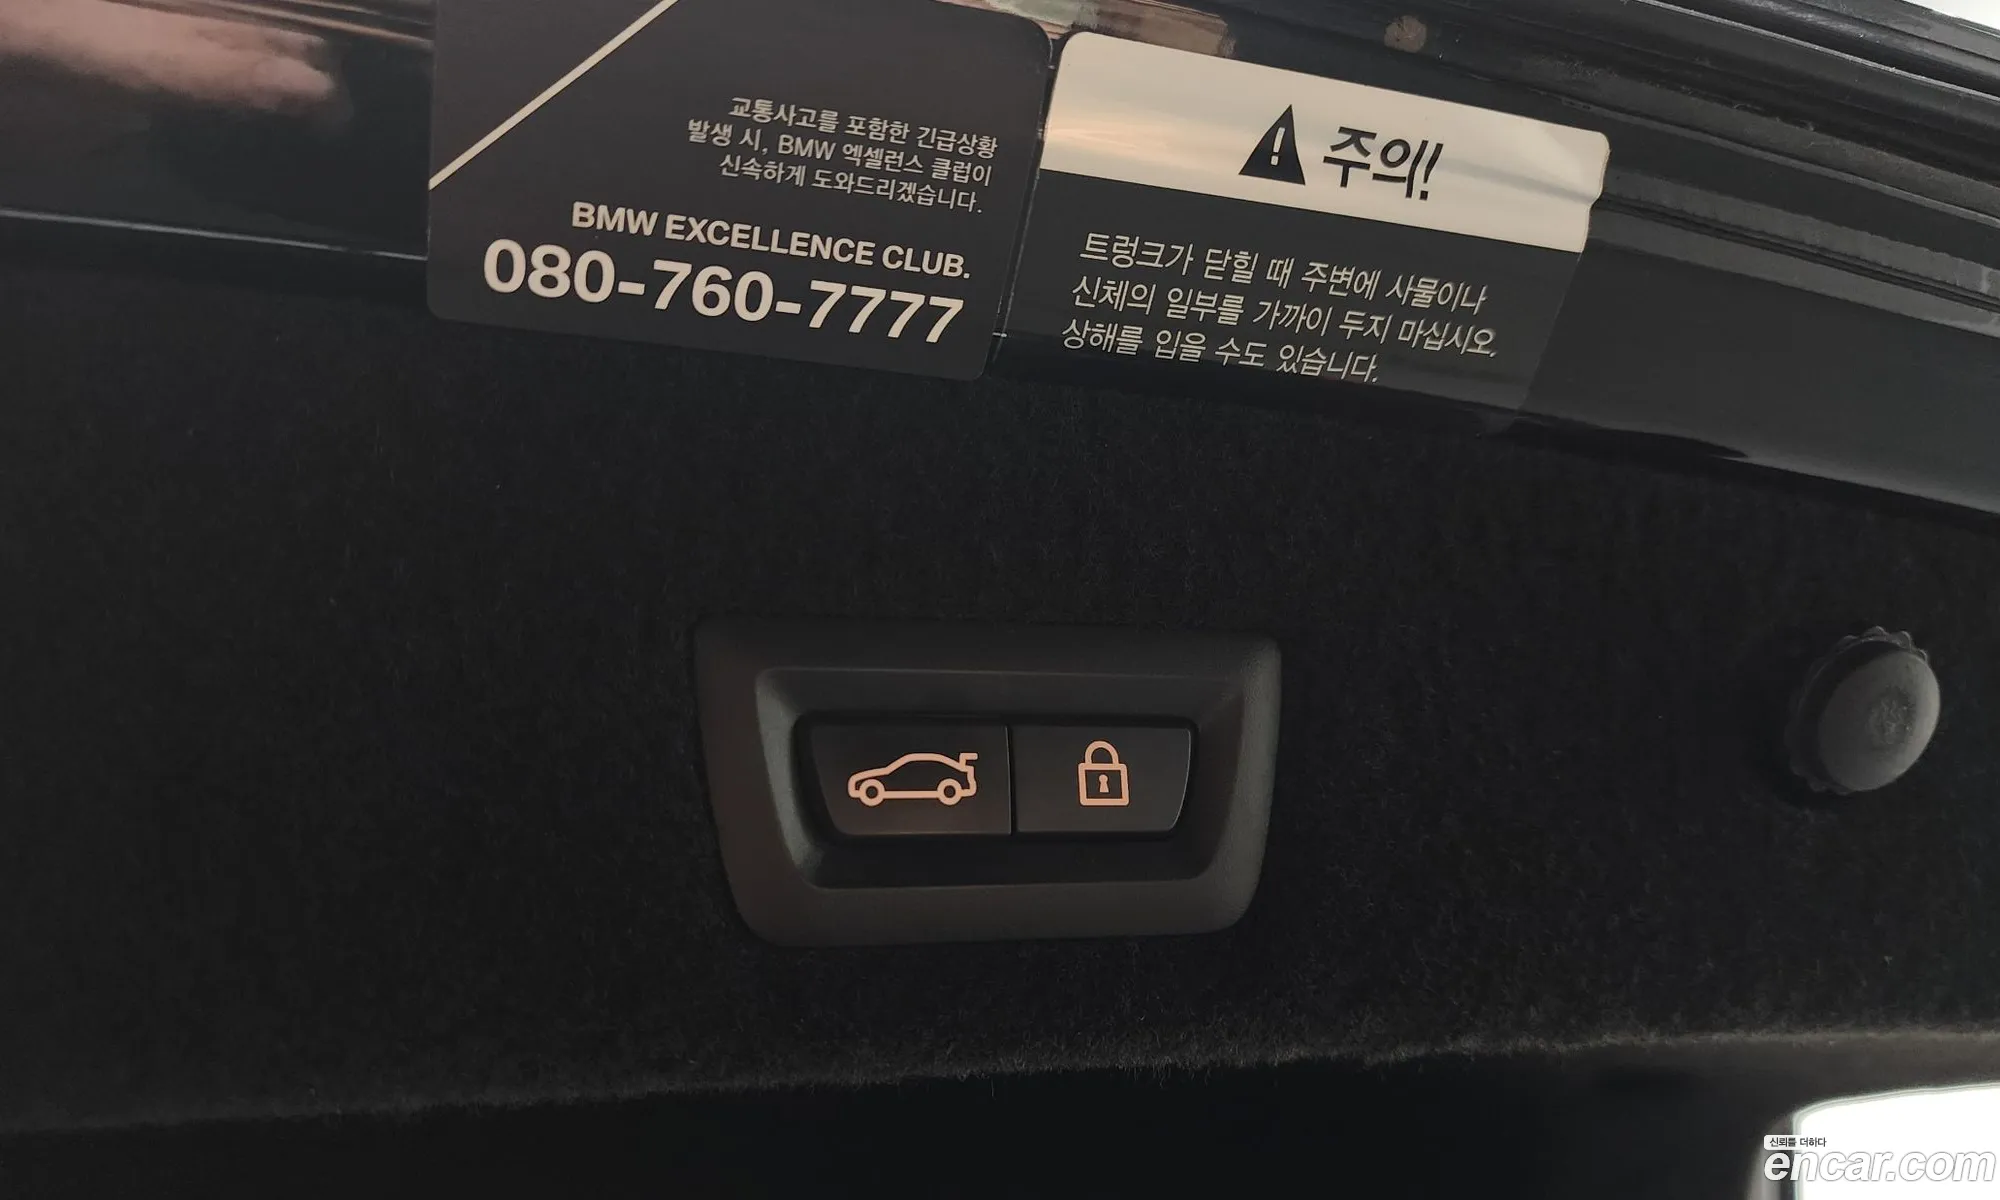 교통사고를 포함한 긴급상황
발생 시, BMW 엑셀런스 클럽이
신속하게 도와드리겠습니다.
BMW EXCELLENCE CLUB.
080-760-7777
주의!
트렁크가 닫힐 때 주변에 사물이나
신체의 일부를 가까이 두지 마십시오.
상해를 입을 수도 있습니다.
신뢰를 더하다
encar.com